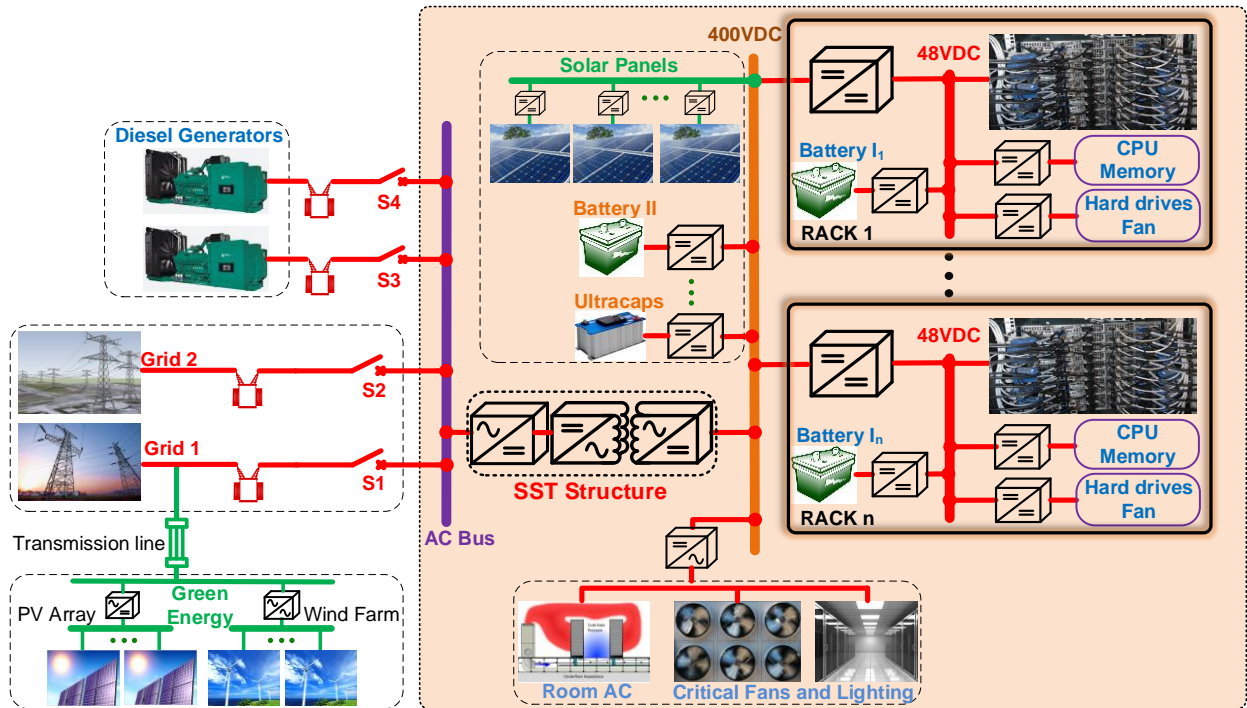 400VDC
Solar Panels
48VDC
Diesel Generators
Battery I1
CPU
Memory
S4
Battery II
Hard drives
Fan
RACK 1
S3
Ultracaps
48VDC
Grid 2
S2
Battery In
CPU
Memory
Grid 1
S1
SST Structure
Hard drives
Fan
RACK n
AC Bus
Transmission line
Green
Energy
PV Array
Wind Farm
Underfloor Impedance
Room AC
Critical Fans and Lighting